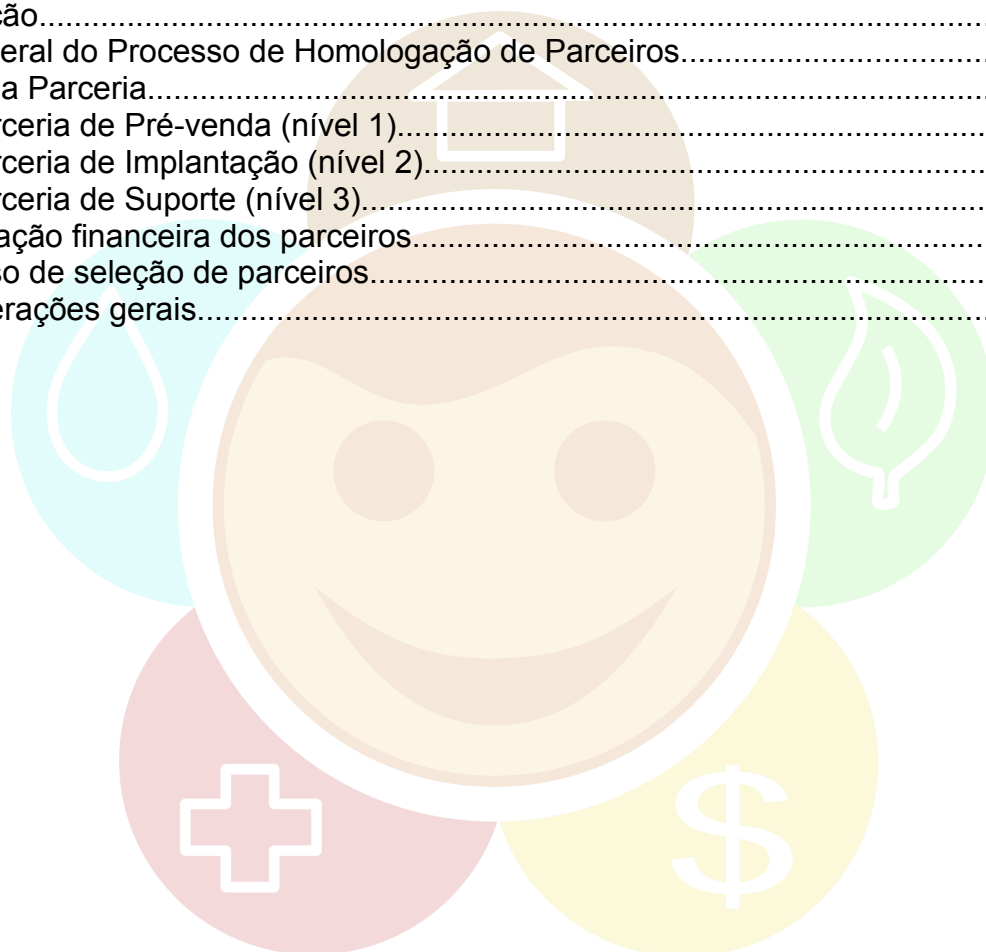 ção........................................................................................................................
eral do Processo de Homologação de Parceiros.....................................
a Parceria.............................................................................................................
rceria de Pré-venda (nível 1)........................................................................
rceria de Implantação (nível 2).....................................................................
rceria de Suporte (nível 3).............................................................................
ação financeira dos parceiros.......................................................................
so de seleção de parceiros............................................................................
erações gerais.................................................................................................
$